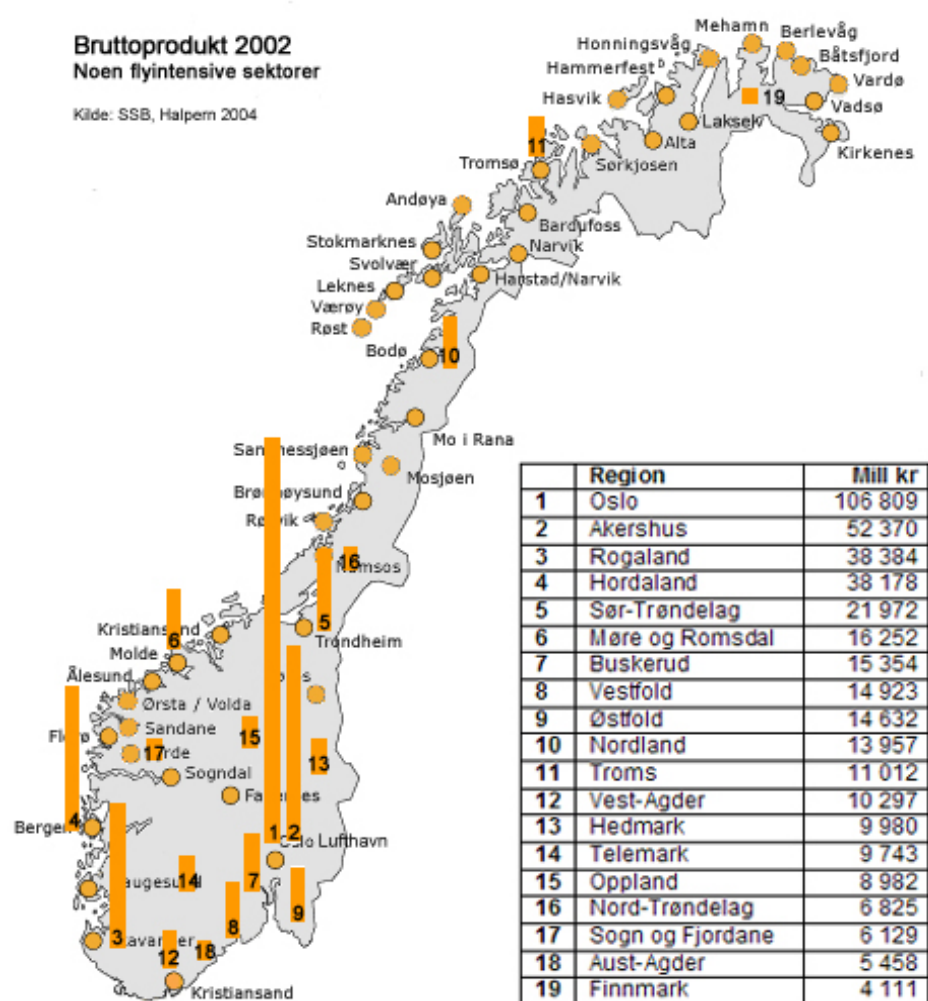 Bruttoprodukt 2002
Noen flyintensive sektorer
Kilde: SSB, Halpern 2004
Mehamn
Berlevåg
Honningsvåg
Båtsfjord
Hammerfest
Vardø
Hasvik
19
Vadsø
Lakselv
11
Alta
Kirkenes
Tromsø
Sørkjosen
Andøya
Bardufoss
Stokmarknes
Narvik
Svolvær
Harstad/Narvik
Leknes
Værøy
Røst
Bodø
10
Mo i Rana
Mosjøen
16
5
Trondheim
Kristiansund
6
Molde
Ålesund
Ørsta / Volda
Sandane
15
17
13
Sogndal
4
Bergen
1
2
Oslo Lufthavn
14
7
8
9
3
12
18
Kristiansand
Region Mill kr
1 Oslo 106 809
2 Akershus 52 370
3 Rogaland 38 384
4 Hordaland 38 178
5 Sør-Trøndelag 21 972
6 Møre og Romsdal 16 252
7 Buskerud 15 354
8 Vestfold 14 923
9 Østfold 14 632
10 Nordland 13 957
11 Troms 11 012
12 Vest-Agder 10 297
13 Hedmark 9 980
14 Telemark 9 743
15 Oppland 8 982
16 Nord-Trøndelag 6 825
17 Sogn og Fjordane 6 129
18 Aust-Agder 5 458
19 Finnmark 4 111